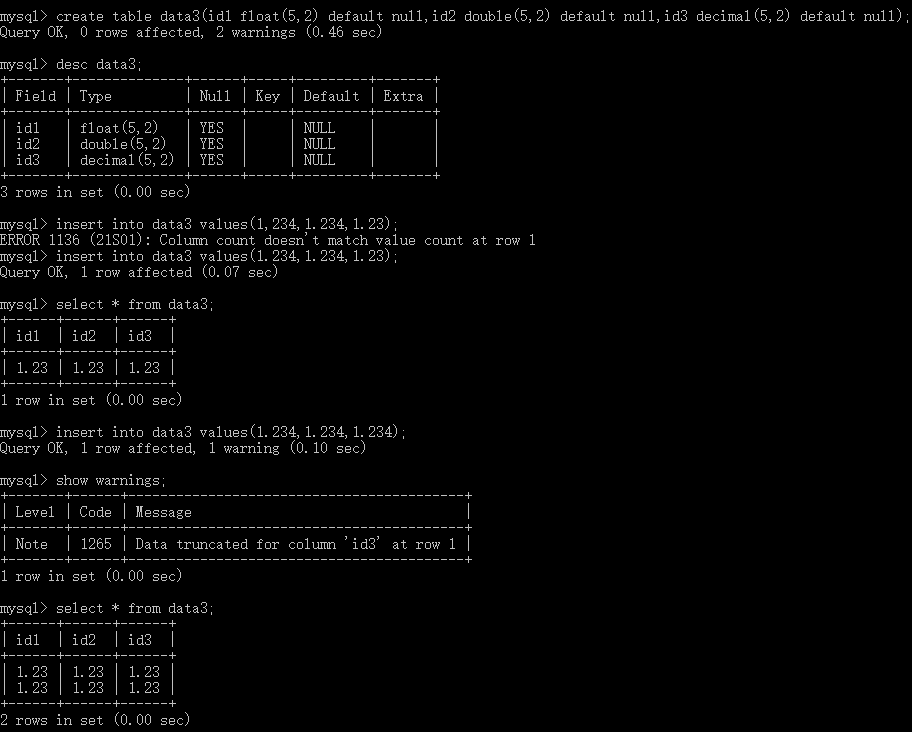 mysql> create table data3(id1 float(5,2) default null,id2 double(5,2) default null,id3 decimal(5,2) default null);
Query OK, 0 rows affected, 2 warnings (0.46 sec)
mysql> desc data3;
+-------+--------------+------+-----+---------+-------+
| Field | Type         | Null | Key | Default | Extra |
+-------+--------------+------+-----+---------+-------+
| id1   | float(5,2)   | YES  |     | NULL    |       |
| id2   | double(5,2)  | YES  |     | NULL    |       |
| id3   | decimal(5,2) | YES  |     | NULL    |       |
+-------+--------------+------+-----+---------+-------+
3 rows in set (0.00 sec)
mysql> insert into data3 values(1,234,1.234,1.23);
ERROR 1136 (21S01): Column count doesn't match value count at row 1
mysql> insert into data3 values(1.234,1.234,1.23);
Query OK, 1 row affected (0.07 sec)
mysql> select * from data3;
+------+------+------+
| id1  | id2  | id3  |
+------+------+------+
| 1.23 | 1.23 | 1.23 |
+------+------+------+
1 row in set (0.00 sec)
mysql> insert into data3 values(1.234,1.234,1.234);
Query OK, 1 row affected, 1 warning (0.10 sec)
mysql> show warnings;
+-------+------+------------------------------------------+
| Level | Code | Message                                  |
+-------+------+------------------------------------------+
| Note  | 1265 | Data truncated for column 'id3' at row 1 |
+-------+------+------------------------------------------+
1 row in set (0.00 sec)
mysql> select * from data3;
+------+------+------+
| id1  | id2  | id3  |
+------+------+------+
| 1.23 | 1.23 | 1.23 |
| 1.23 | 1.23 | 1.23 |
+------+------+------+
2 rows in set (0.00 sec)